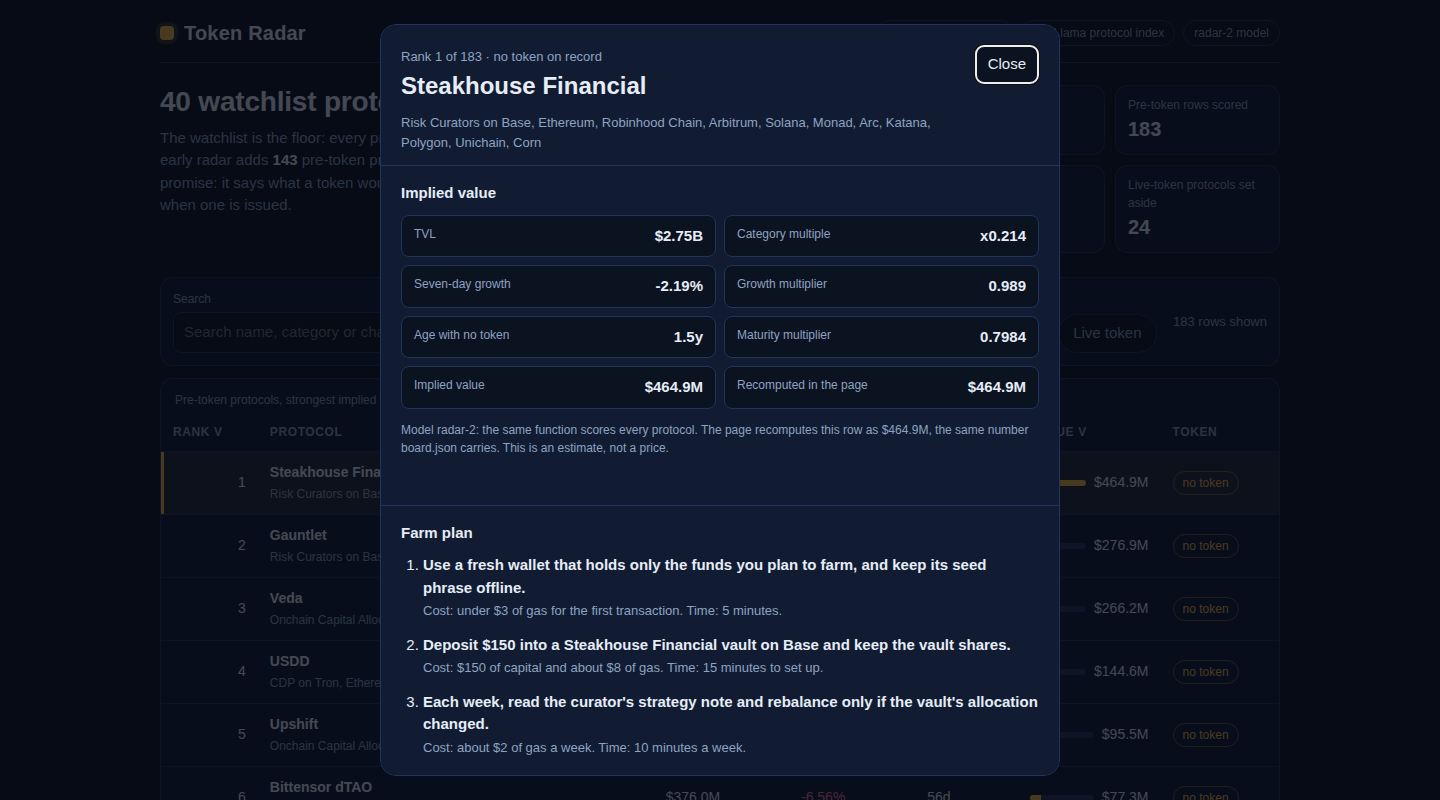 Token Radar
lama protocol index
radar-2 model
40 watchlist prot
The watchlist is the floor: every p
early radar adds 143 pre-token p
promise: it says what a token wou
when one is issued.
Pre-token rows scored
183
Live-token protocols set
aside
24
Search
Search name, category or cha
Live token
183 rows shown
Pre-token protocols, strongest implied
RANK V
PROTOCOL
UE V
TOKEN
1
Steakhouse Fina
Risk Curators on Bas
$464.9M
no token
2
Gauntlet
Risk Curators on Bas
$276.9M
no token
3
Veda
Onchain Capital Alloc
$266.2M
no token
4
USDD
CDP on Tron, Ethere
$144.6M
no token
5
Upshift
Onchain Capital Alloc
$95.5M
no token
6
Bittensor dTAO
$376.0M
-6.56%
56d
$77.3M
no token
Rank 1 of 183 · no token on record
Steakhouse Financial
Close
Risk Curators on Base, Ethereum, Robinhood Chain, Arbitrum, Solana, Monad, Arc, Katana,
Polygon, Unichain, Corn
Implied value
TVL
$2.75B
Category multiple
x0.214
Seven-day growth
-2.19%
Growth multiplier
0.989
Age with no token
1.5y
Maturity multiplier
0.7984
Implied value
$464.9M
Recomputed in the page
$464.9M
Model radar-2: the same function scores every protocol. The page recomputes this row as $464.9M, the same number
board.json carries. This is an estimate, not a price.
Farm plan
1. Use a fresh wallet that holds only the funds you plan to farm, and keep its seed
phrase offline.
Cost: under $3 of gas for the first transaction. Time: 5 minutes.
2. Deposit $150 into a Steakhouse Financial vault on Base and keep the vault shares.
Cost: $150 of capital and about $8 of gas. Time: 15 minutes to set up.
3. Each week, read the curator's strategy note and rebalance only if the vault's allocation
changed.
Cost: about $2 of gas a week. Time: 10 minutes a week.